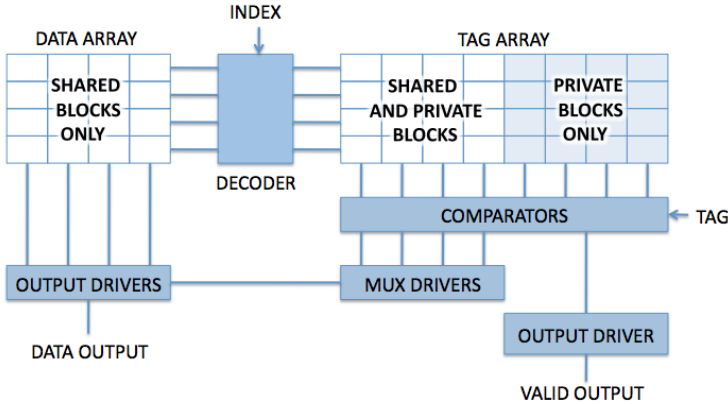 INDEX
DATA ARRAY
TAG ARRAY
SHARED
BLOCKS
ONLY
SHARED
AND PRIVATE
BLOCKS
PRIVATE
BLOCKS
ONLY
DECODER
COMPARATORS
TAG
OUTPUT DRIVERS
MUX DRIVERS
DATA OUTPUT
OUTPUT DRIVER
VALID OUTPUT